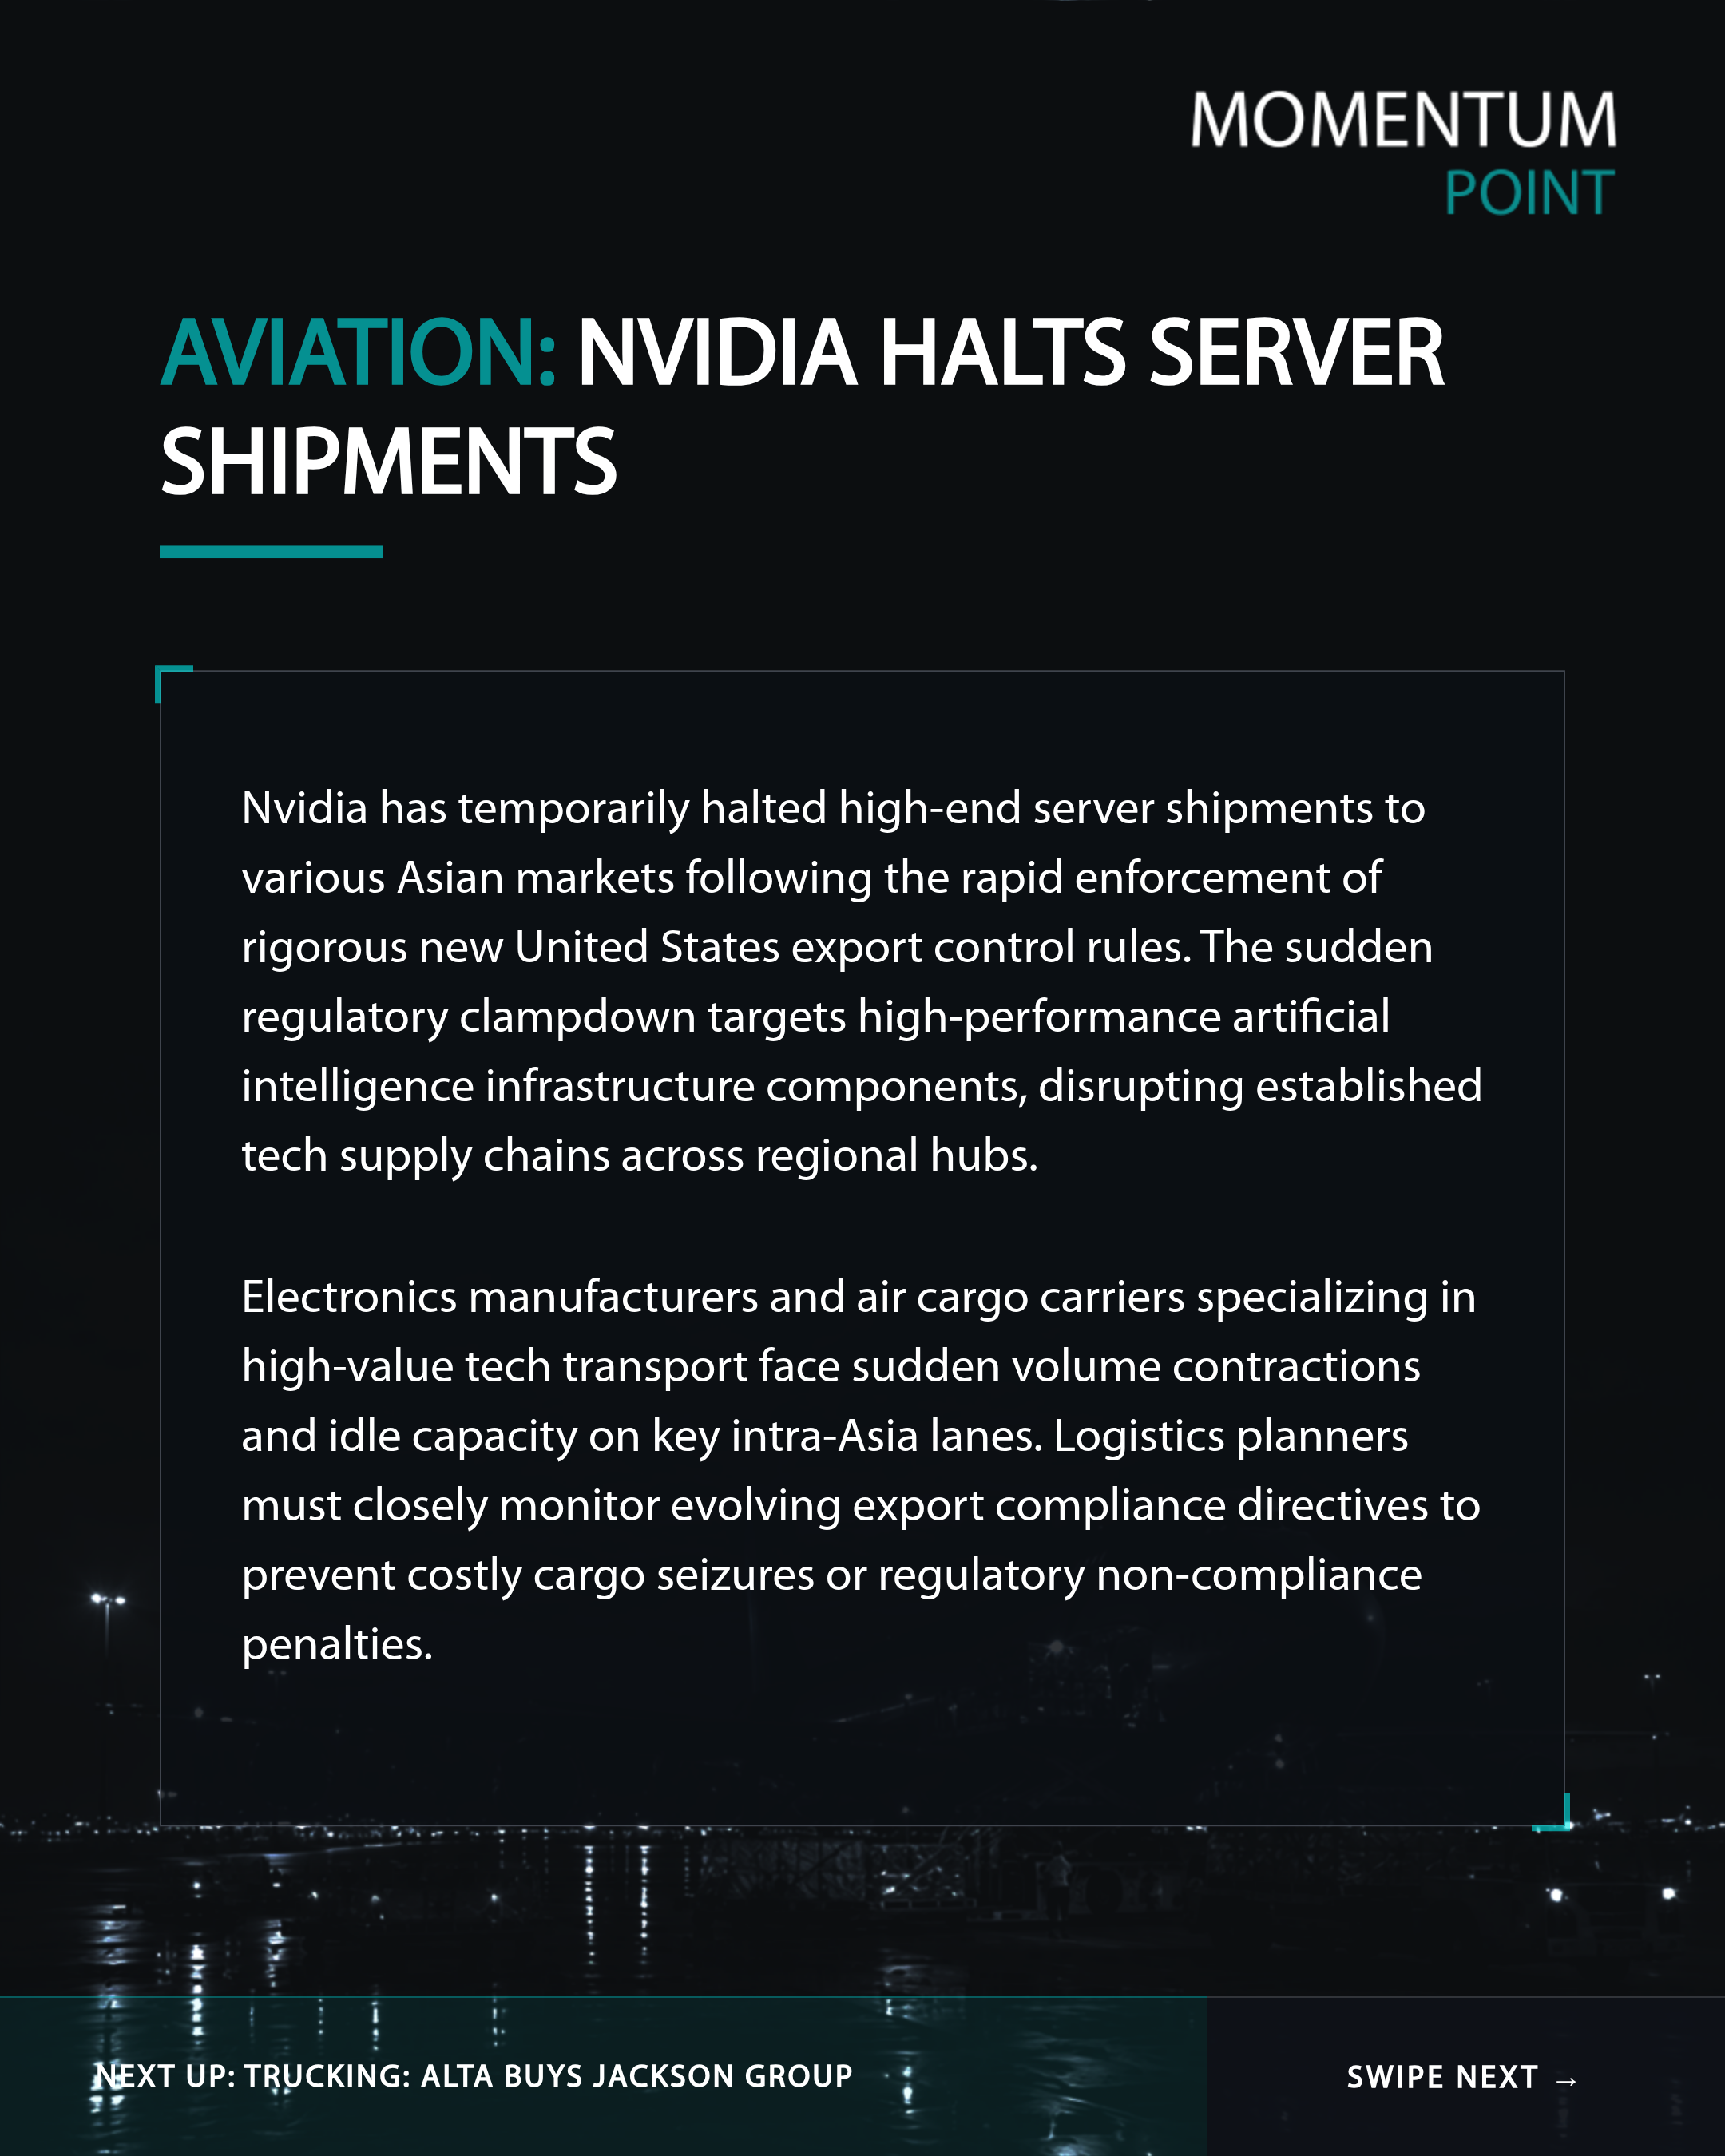 MOMENTUM
POINT
AVIATION: NVIDIA HALTS SERVER
SHIPMENTS
Nvidia has temporarily halted high-end server shipments to
various Asian markets following the rapid enforcement of
rigorous new United States export control rules. The sudden
regulatory clampdown targets high-performance artificial
intelligence infrastructure components, disrupting established
tech supply chains across regional hubs.
Electronics manufacturers and air cargo carriers specializing in
high-value tech transport face sudden volume contractions
and idle capacity on key intra-Asia lanes. Logistics planners
must closely monitor evolving export compliance directives to
prevent costly cargo seizures or regulatory non-compliance
penalties.
NEXT UP: TRUCKING: ALTA BUYS JACKSON GROUP
SWIPE NEXT →